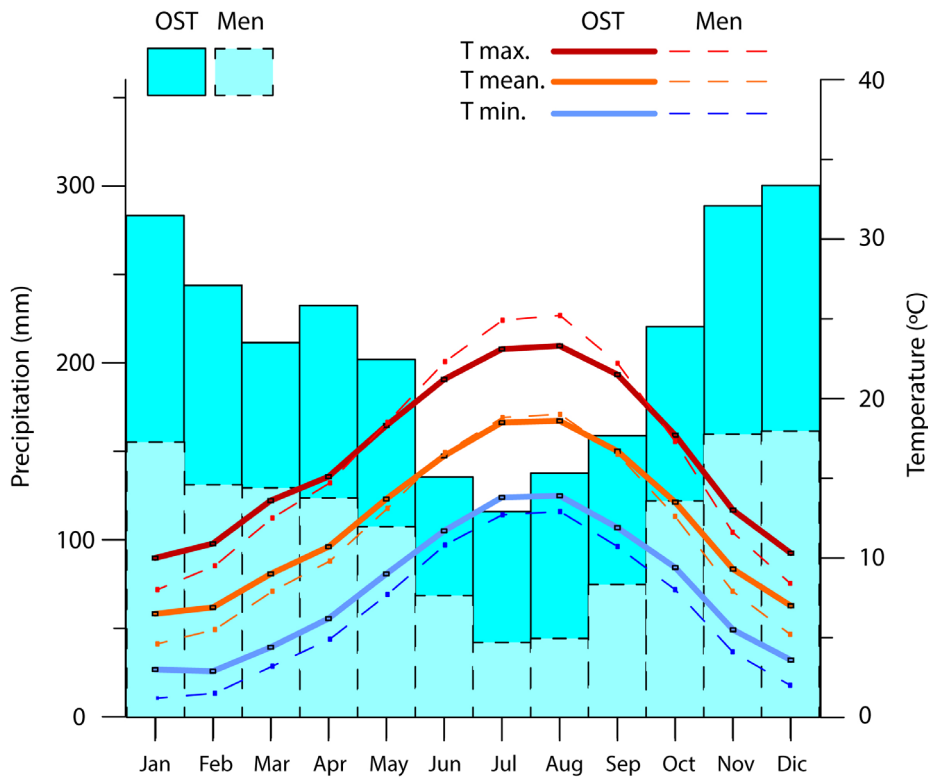 OST Men
OST Men
T max.
T mean.
T min.
Precipitation (mm)
300
200
100
0
40
30
20
10
0
Temperature (ºC)
Jan Feb Mar Apr May Jun Jul Aug Sep Oct Nov Dic